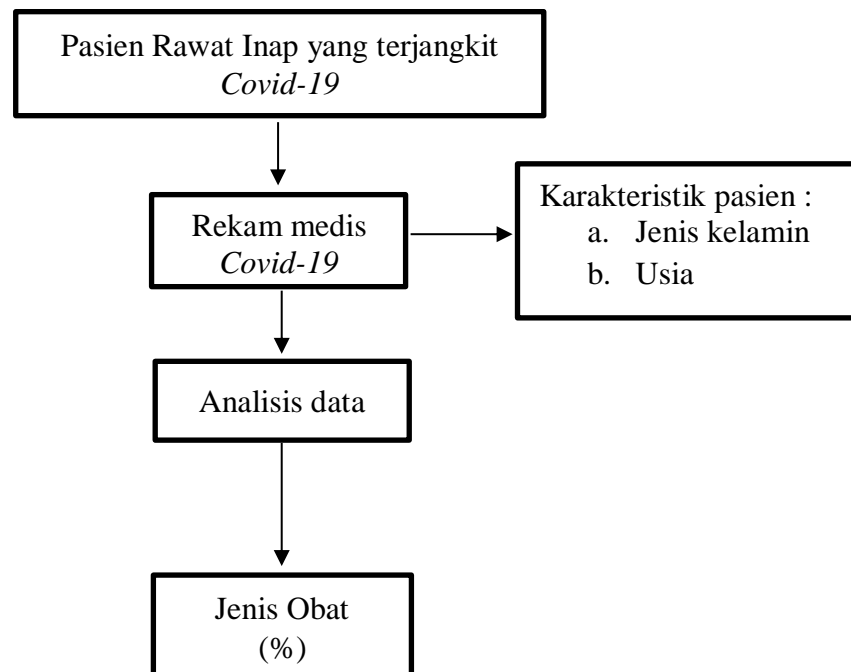 Pasien Rawat Inap yang terjangkit
Covid-19
Rekam medis
Covid-19
Karakteristik pasien :
a. Jenis kelamin
b. Usia
Analisis data
Jenis Obat
(%)